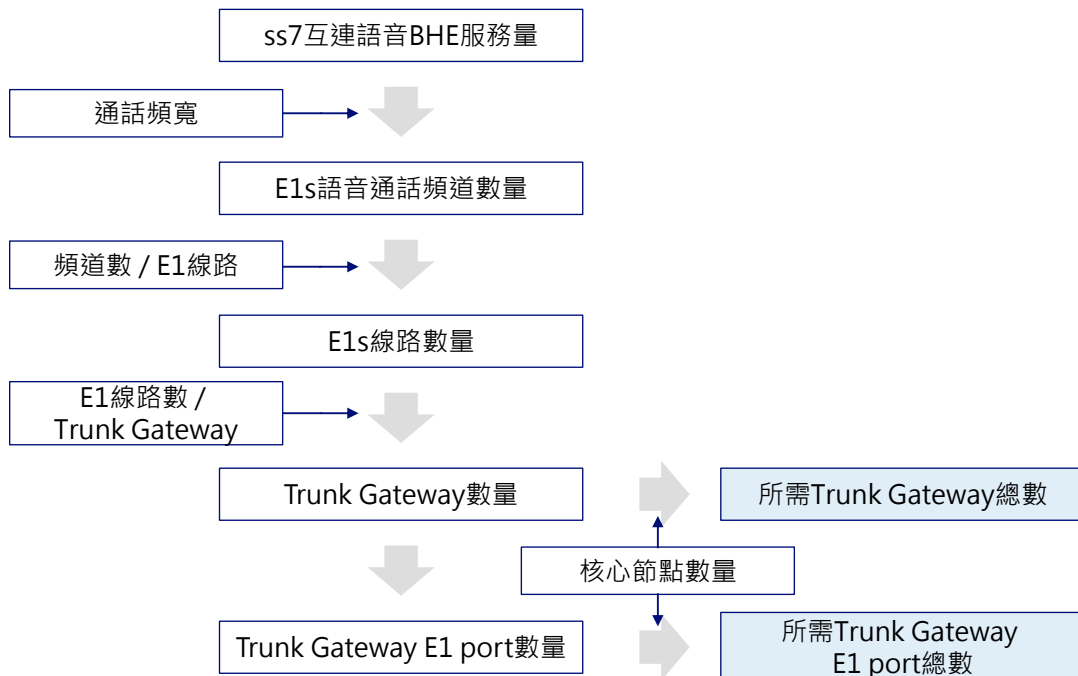 ss7互連語音BHE服務量
通話頻寬
E1s語音通話頻道數量
頻道數 / E1線路
E1s線路數量
E1線路數 /
Trunk Gateway
Trunk Gateway數量
所需Trunk Gateway總數
核心節點數量
Trunk Gateway E1 port數量
所需Trunk Gateway
E1 port總數